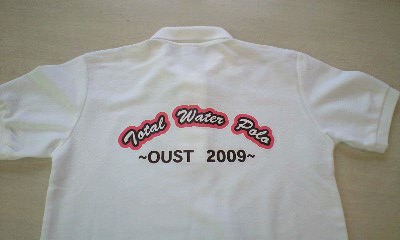 Total Water Polo
~OUST 2009~